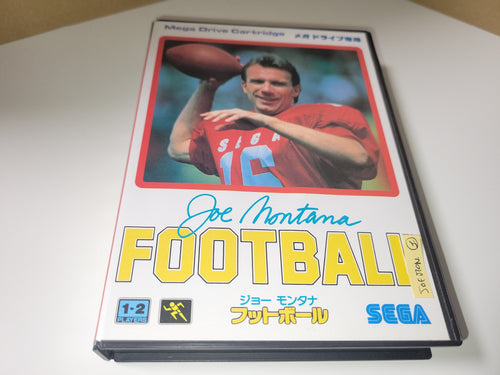 Mega Drive Cartridge メガドライブ専用
SEGA
16
Joe Montana
FOOTBALL
ジョー モンタナ
フットボール
1-2
PLAYERS
SEGA